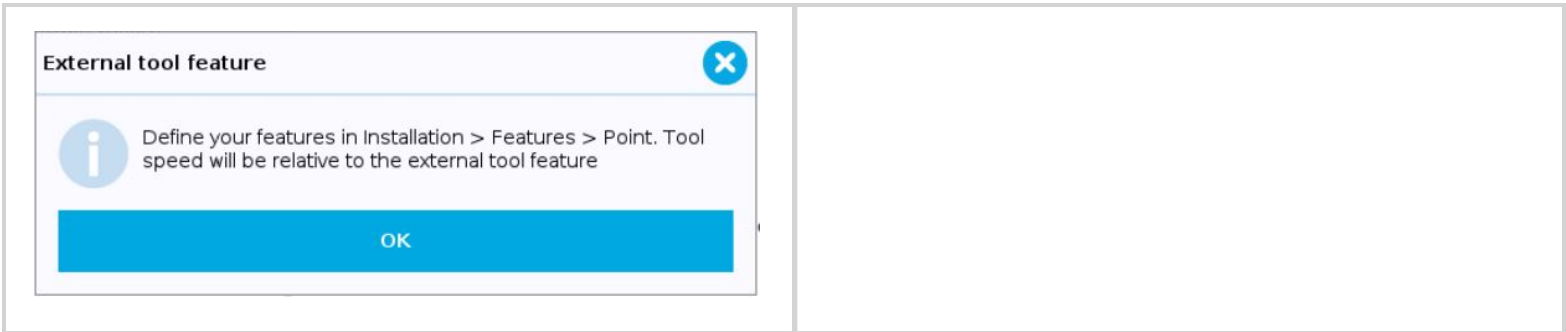 External tool feature
Define your features in Installation > Features > Point. Tool
speed will be relative to the external tool feature
OK